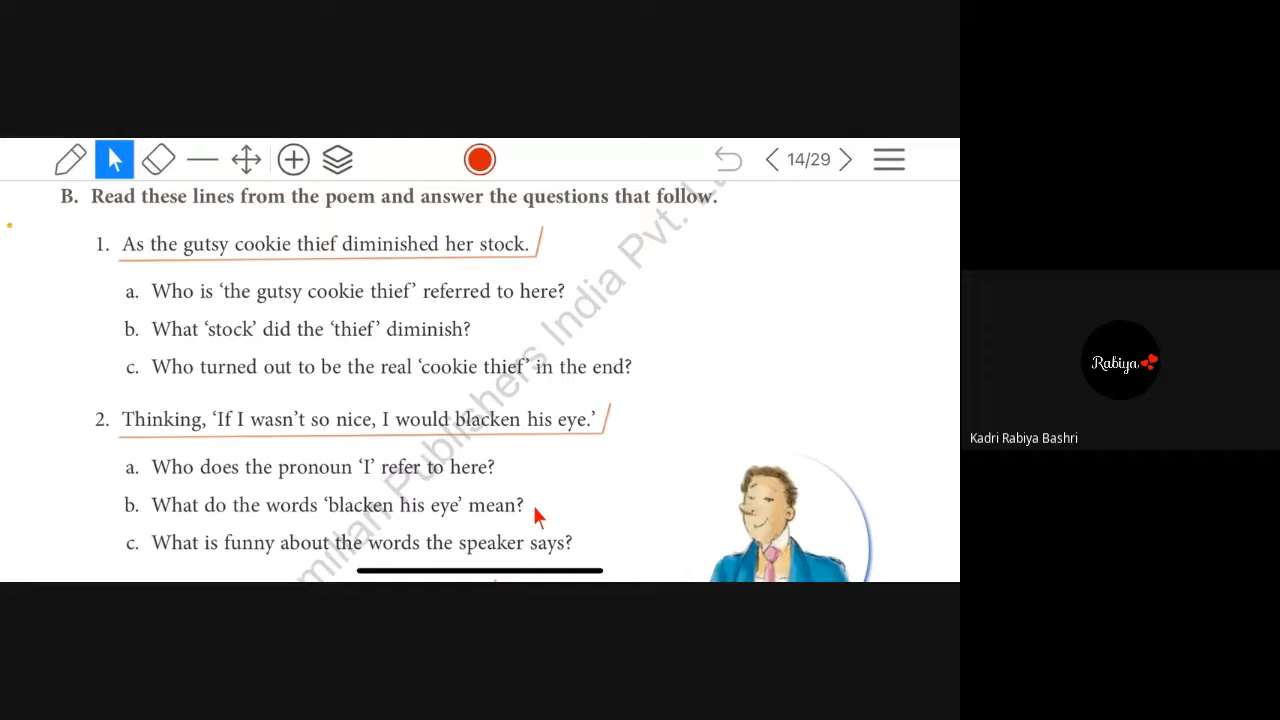 14/29
B. Read these lines from the poem and answer the questions that follow.
1. As the gutsy cookie thief diminished her stock.
a. Who is ‘the gutsy cookie thief’ referred to here?
b. What ‘stock’ did the ‘thief’ diminish?
c. Who turned out to be the real ‘cookie thief’ in the end?
2. Thinking, ‘If I wasn’t so nice, I would blacken his eye.’
a. Who does the pronoun ‘I’ refer to here?
b. What do the words ‘blacken his eye’ mean?
c. What is funny about the words the speaker says?
Publishers India Pvt.
Rabiya
Kadri Rabiya Bashri